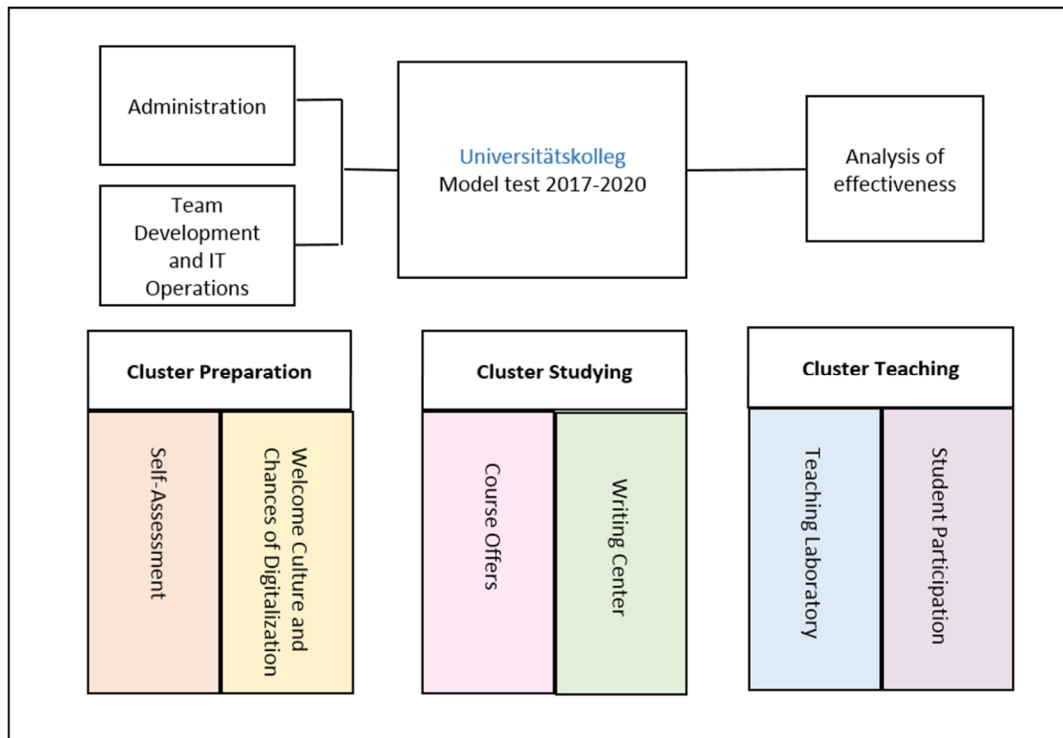 Administration
Team
Development
and IT
Operations
Universitätskolleg
Model test 2017-2020
Analysis of
effectiveness
Cluster Preparation
Self-Assessment
Welcome Culture and
Chances of Digitalization
Cluster Studying
Course Offers
Writing Center
Cluster Teaching
Teaching Laboratory
Student Participation